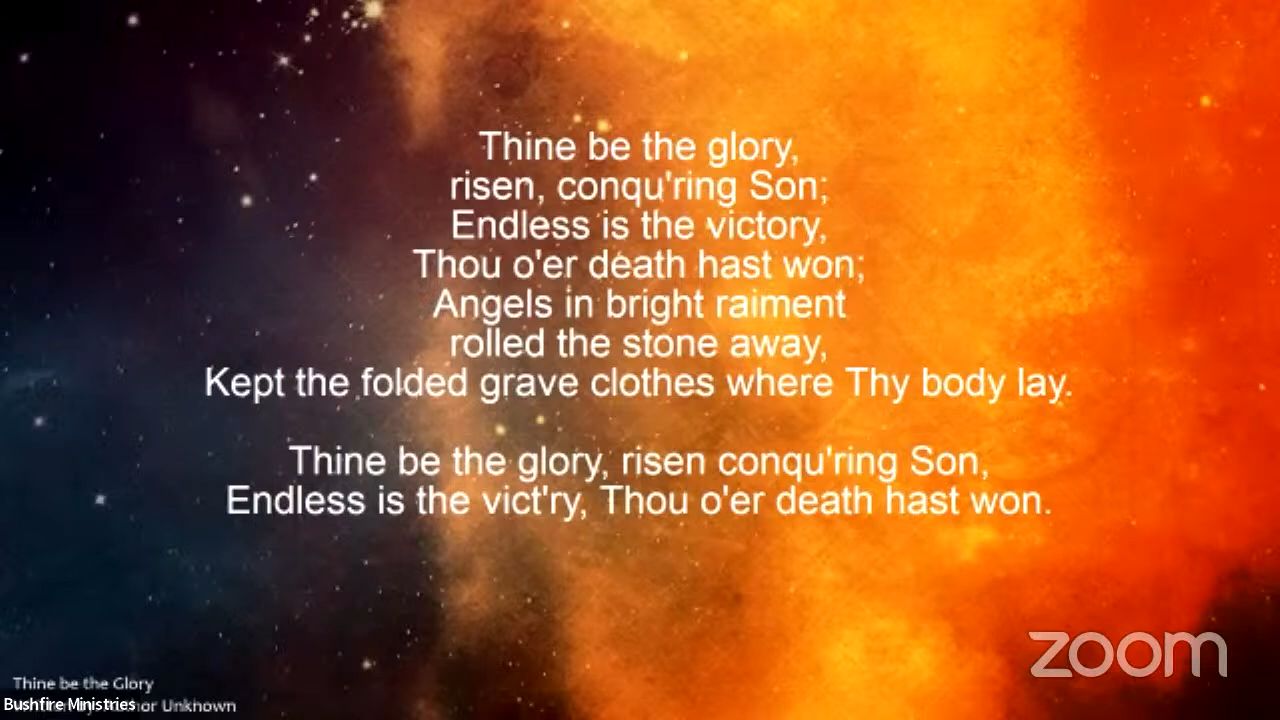 Thine be the glory,
risen, conqu'ring Son;
Endless is the victory,
Thou o'er death hast won;
Angels in bright raiment
rolled the stone away,
Kept the folded grave clothes where Thy body lay.
Thine be the glory, risen conqu'ring Son,
Endless is the vict'ry, Thou o'er death hast won.
zoom
Thine be the Glory
Bushfire Ministries
Unkhown